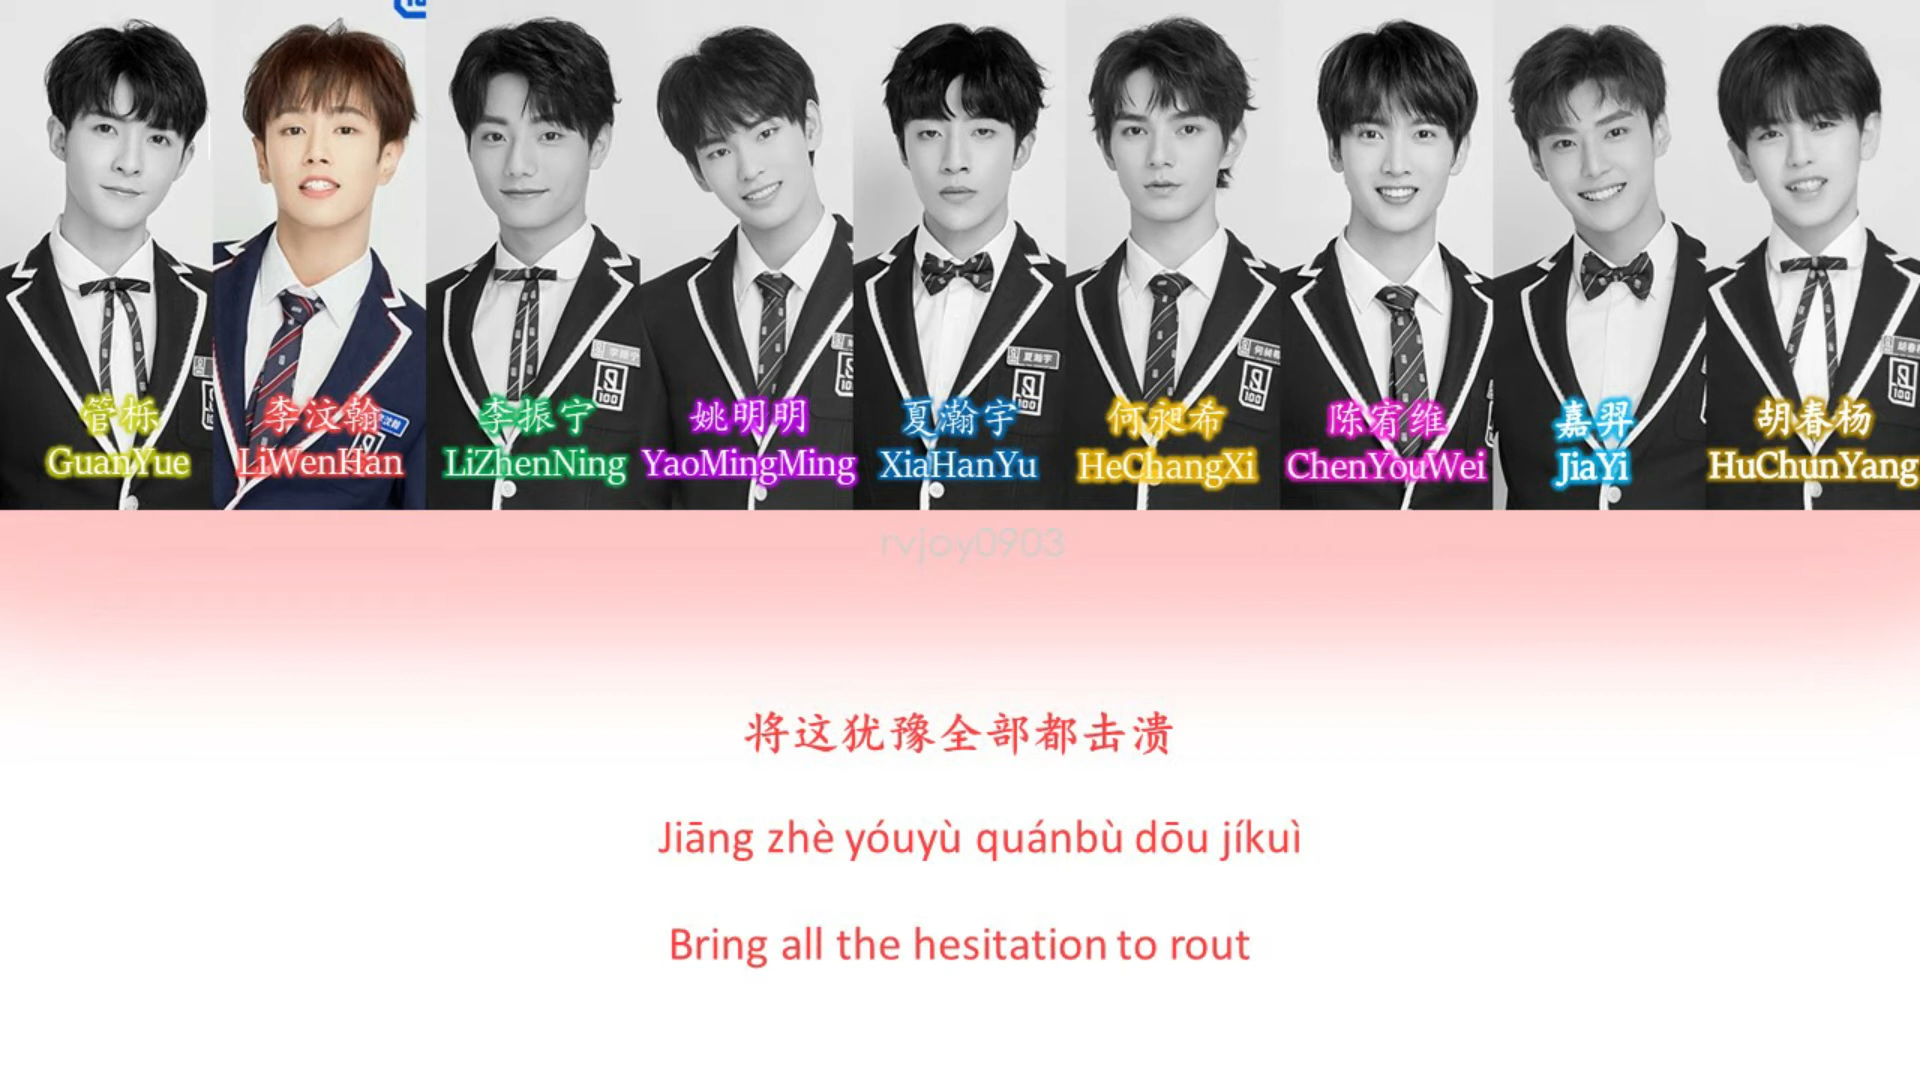 管栎 李汶翰 李振宁 姚明明 夏瀚宇 何昶希 陈宥维 嘉羿 胡春杨
GuanYue LiWenHan LiZhenNing YaoMingMing XiaHanYu HeChangXi ChenYouWei JiaYi HuChunYang
rvjoy0903
将这犹豫全部都击溃
Jiāng zhè yóuyù quánbù dōu jíkuì
Bring all the hesitation to rout